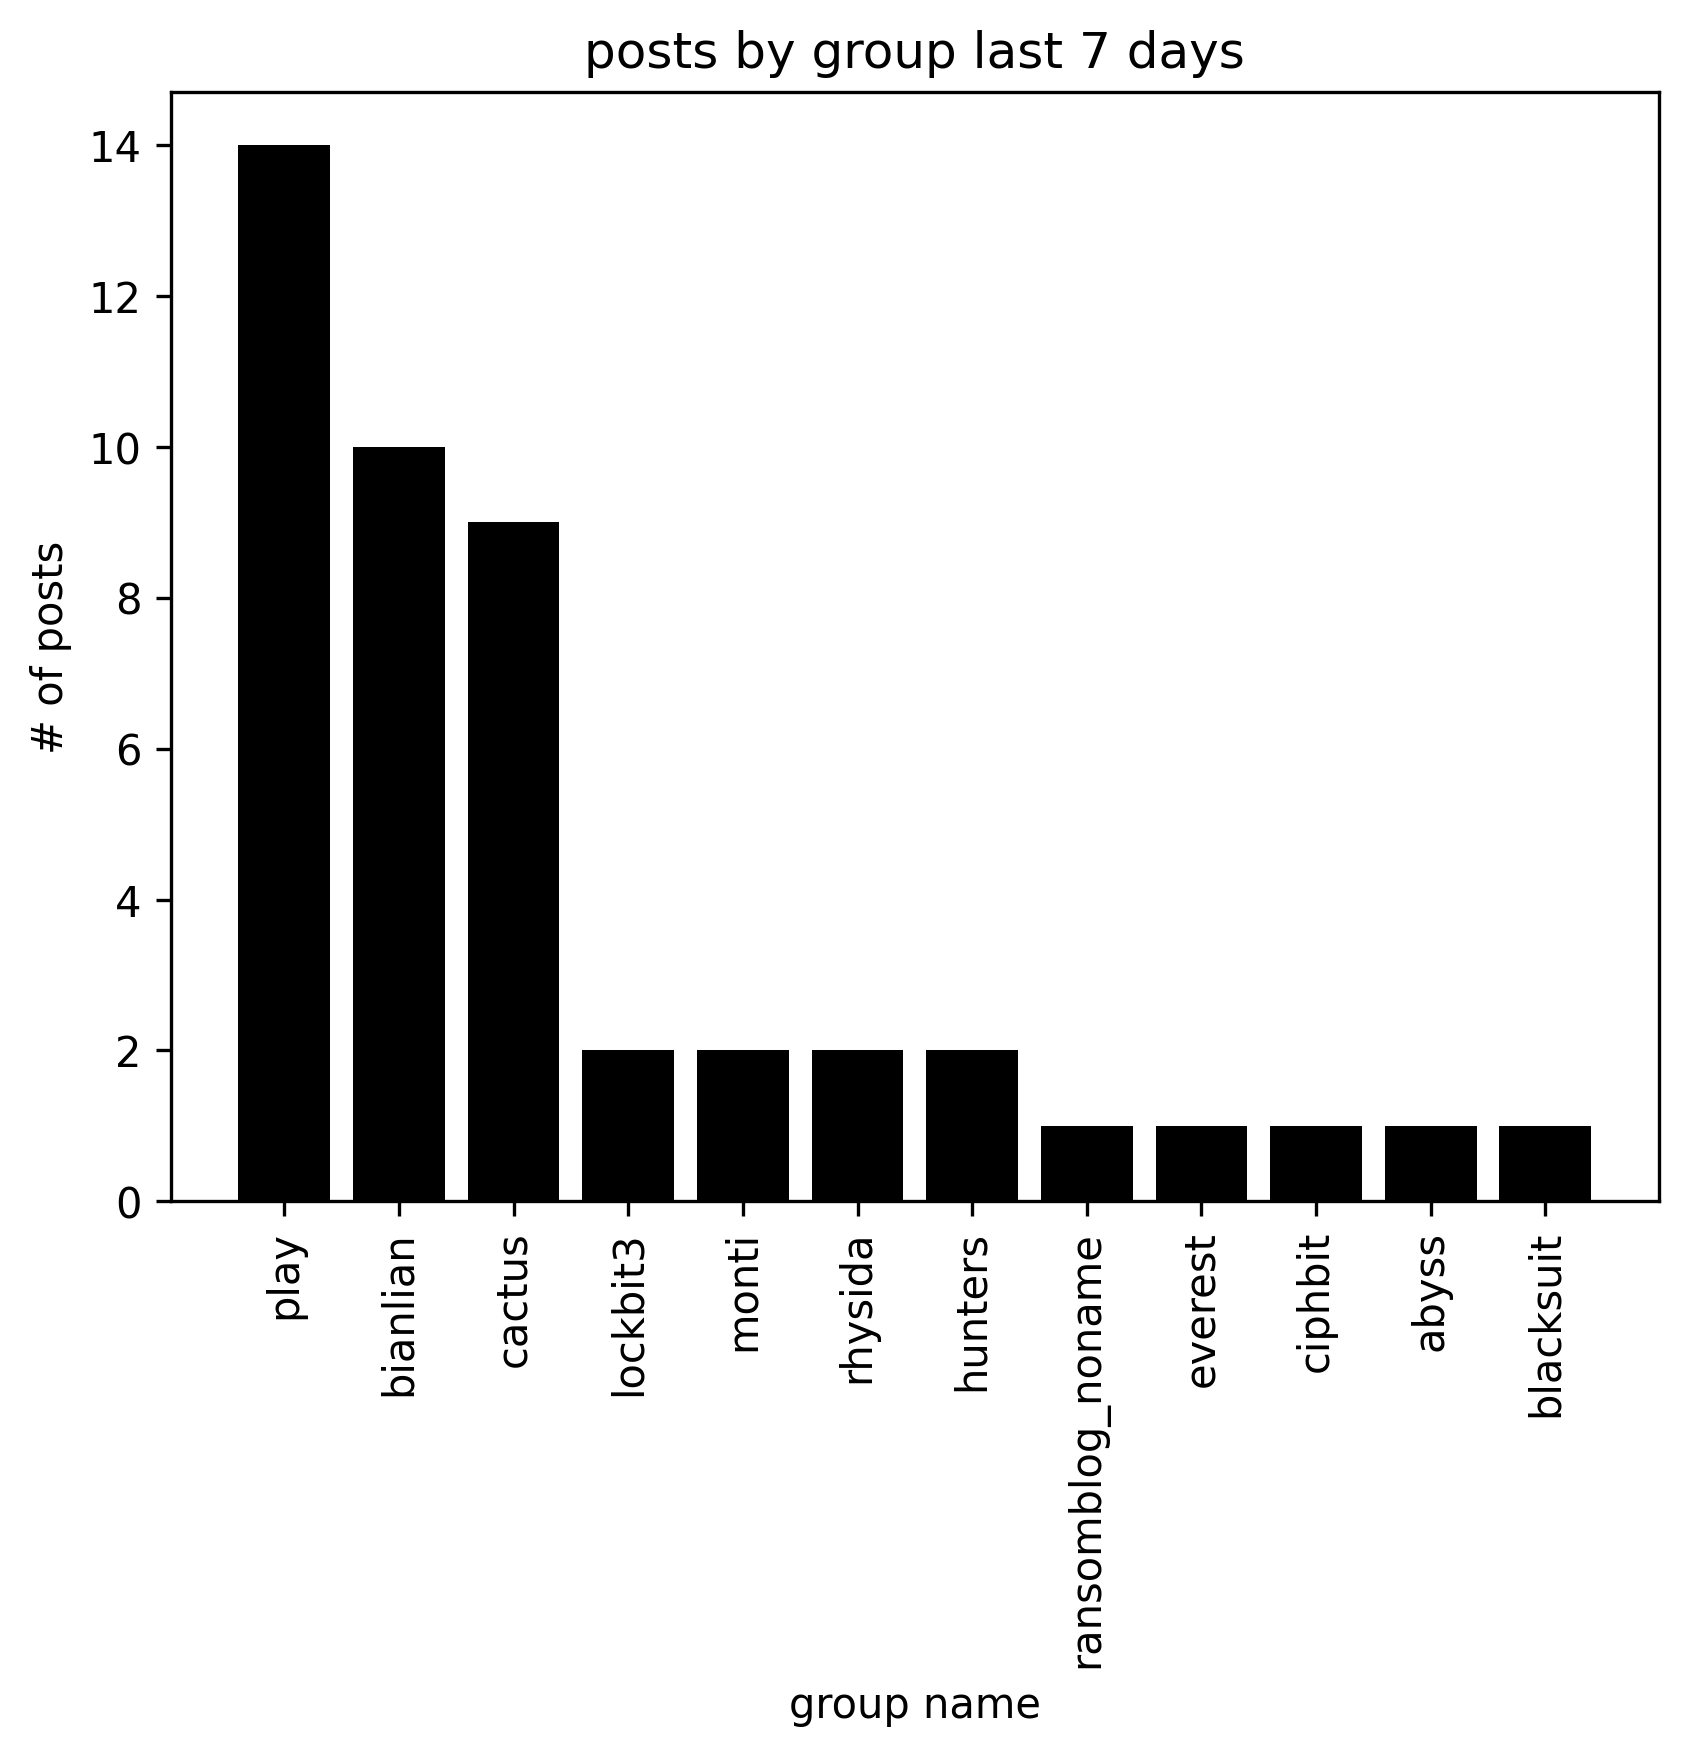 posts by group last 7 days
# of posts
14
12
10
8
6
4
2
0
play
bianlian
cactus
lockbit3
monti
rhysida
hunters
ransomblog_noname
everest
ciphbit
abyss
blacksuit
group name